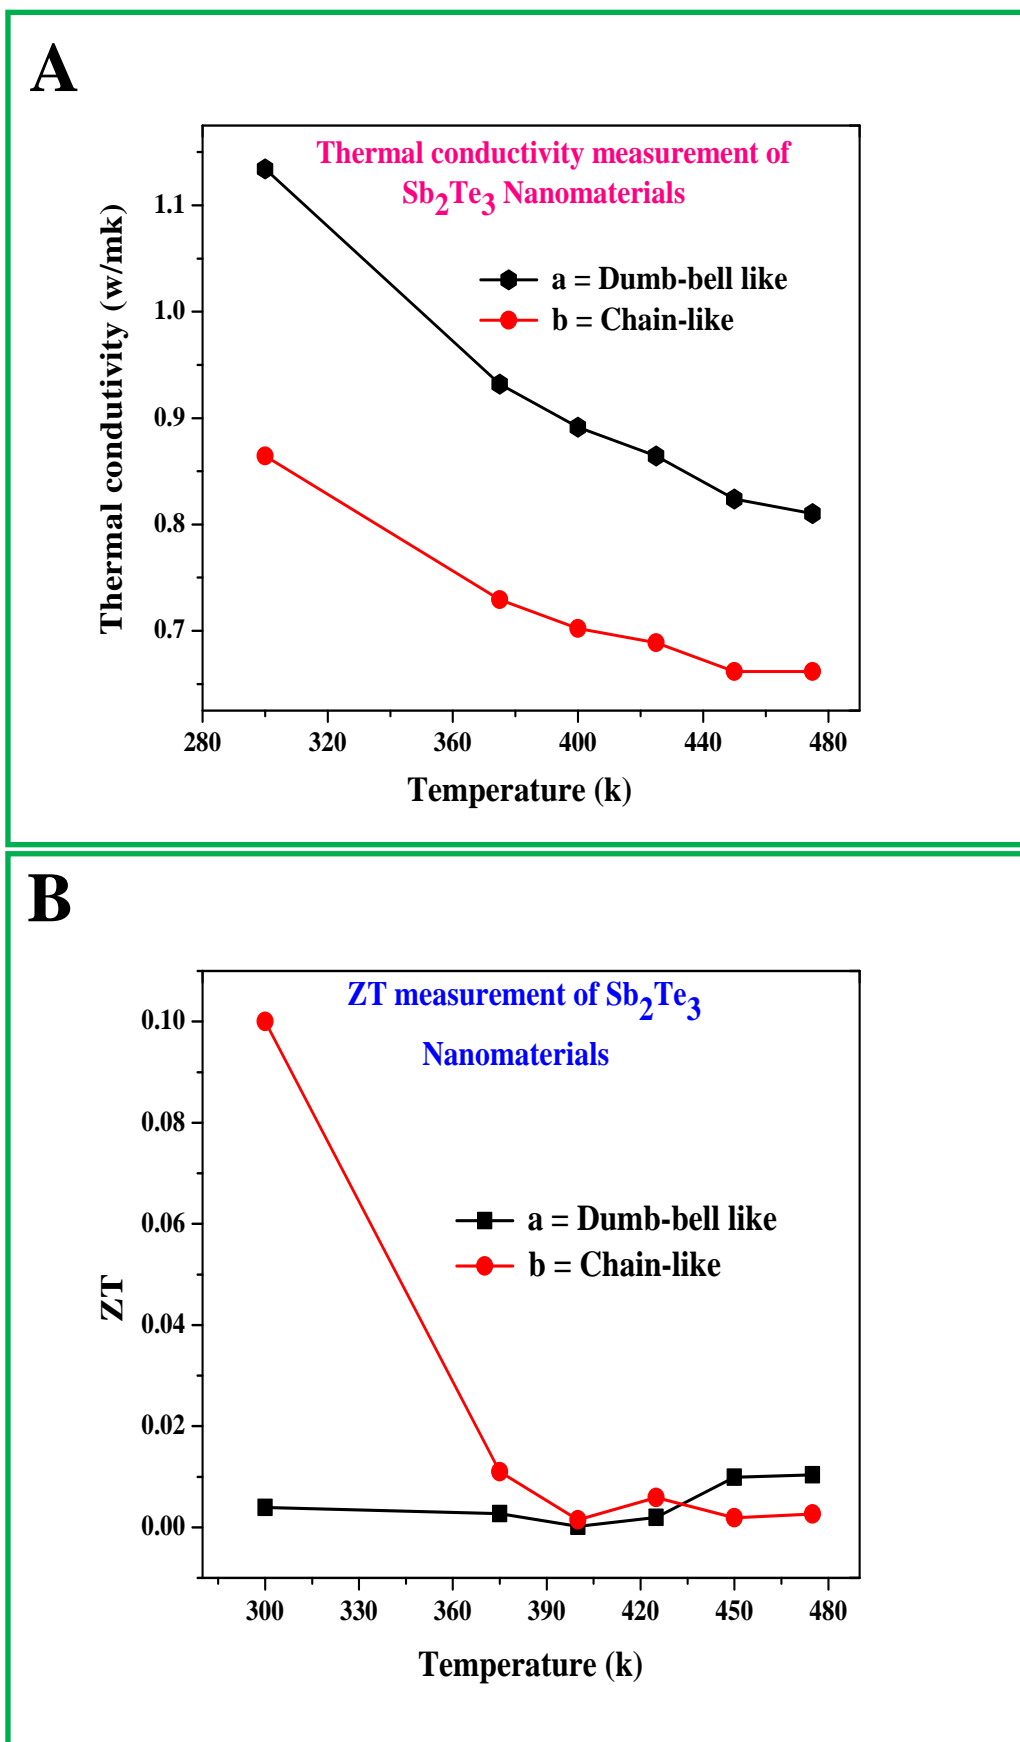 A
Thermal conductivity measurement of
Sb2Te3 Nanomaterials
a = Dumb-bell like
b = Chain-like
Thermal condutivity (w/mk)
1.1
1.0
0.9
0.8
0.7
280 320 360 400 440 480
Temperature (k)
B
ZT measurement of Sb2Te3
Nanomaterials
a = Dumb-bell like
b = Chain-like
ZT
0.10
0.08
0.06
0.04
0.02
0.00
300 330 360 390 420 450 480
Temperature (k)